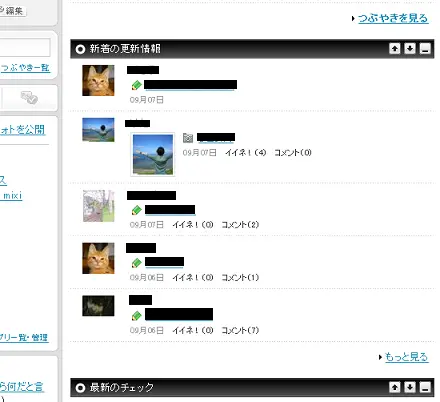 編集
つぶやきを見る
新着の更新情報
つぶやき一覧
09月07日
ォトを公開
09月07日 イイネ!(4) コメント(0)
ス
mixi
09月07日 イイネ!(0) コメント(2)
09月06日 イイネ!(0) コメント(1)
09月06日 イイネ!(0) コメント(7)
プリ一覧・管理
もっと見る
ら何だと言
最新のチェック
)